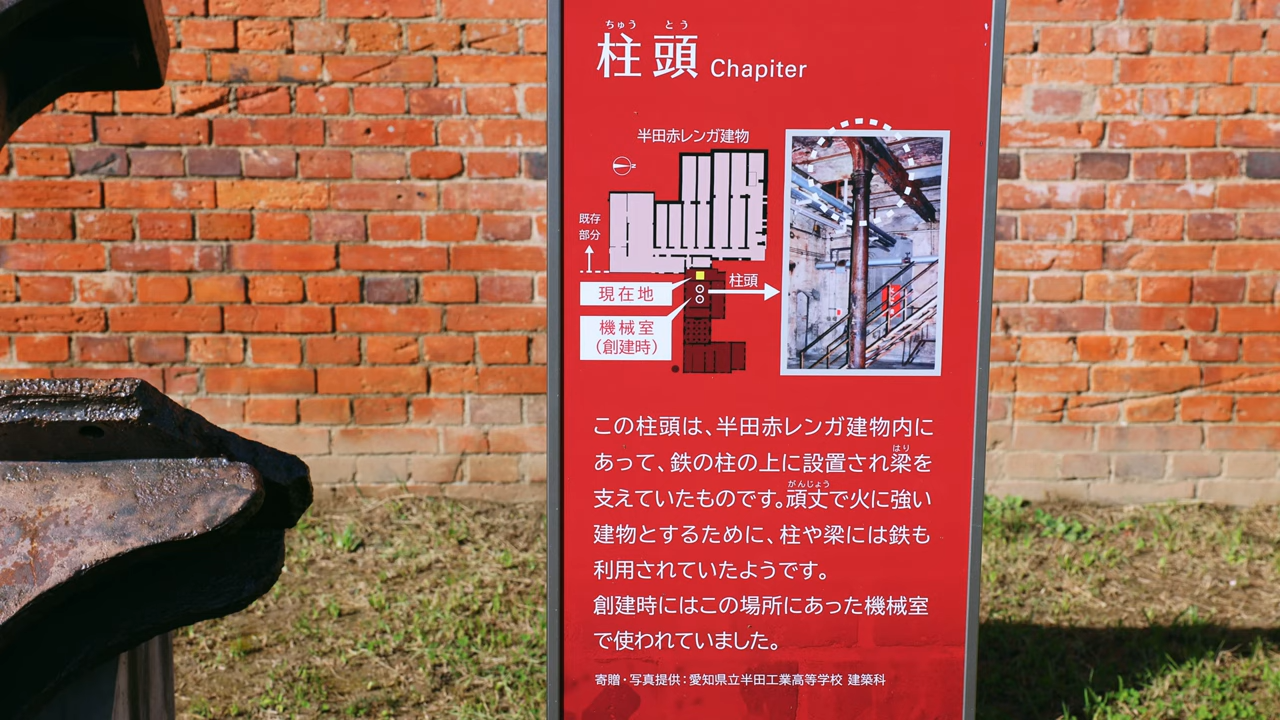 ちゅう とう
柱頭 Chapiter
半田赤レンガ建物
N
既存
部分
柱頭
現在地
機械室
（創建時）
この柱頭は、半田赤レンガ建物内に
はり
あって、鉄の柱の上に設置され梁を
がんじょう
支えていたものです。頑丈で火に強い
建物とするために、柱や梁には鉄も
利用されていたようです。
創建時にはこの場所にあった機械室
で使われていました。
寄贈・写真提供：愛知県立半田工業高等学校 建築科